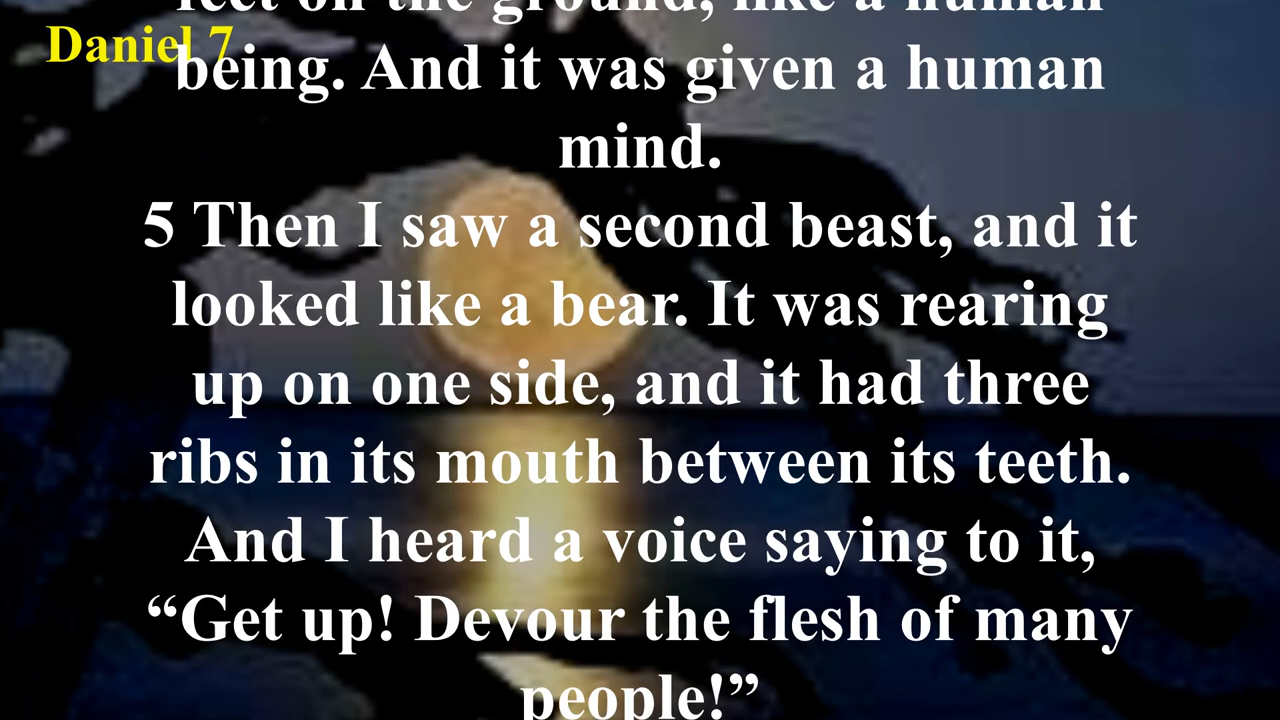 Daniel 7
feet on the ground, like a human
being. And it was given a human
mind.
5 Then I saw a second beast, and it
looked like a bear. It was rearing
up on one side, and it had three
ribs in its mouth between its teeth.
And I heard a voice saying to it,
“Get up! Devour the flesh of many
people!”